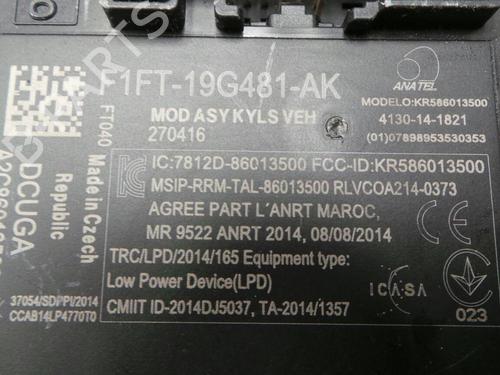 F1FT-19G481-AK
MOD ASY KYLS VEH
270416
FT040
ANATEL
MODELO:KR586013500
4130-14-1821
(01)07898953530353
IC:7812D-86013500 FCC-ID:KR586013500
MSIP-RRM-TAL-86013500 RLVCOA214-0373
AGREE PART L´ANRT MAROC,
MR 9522 ANRT 2014, 08/08/2014
TRC/LPD/2014/165 Equipment type:
Low Power Device(LPD)
CMIIT ID-2014DJ5037, TA-2014/1357
ICASA
023
DCUGA
Made in Czech
Republic
37054/SDPPI/2014
CCAB14LP4770T0